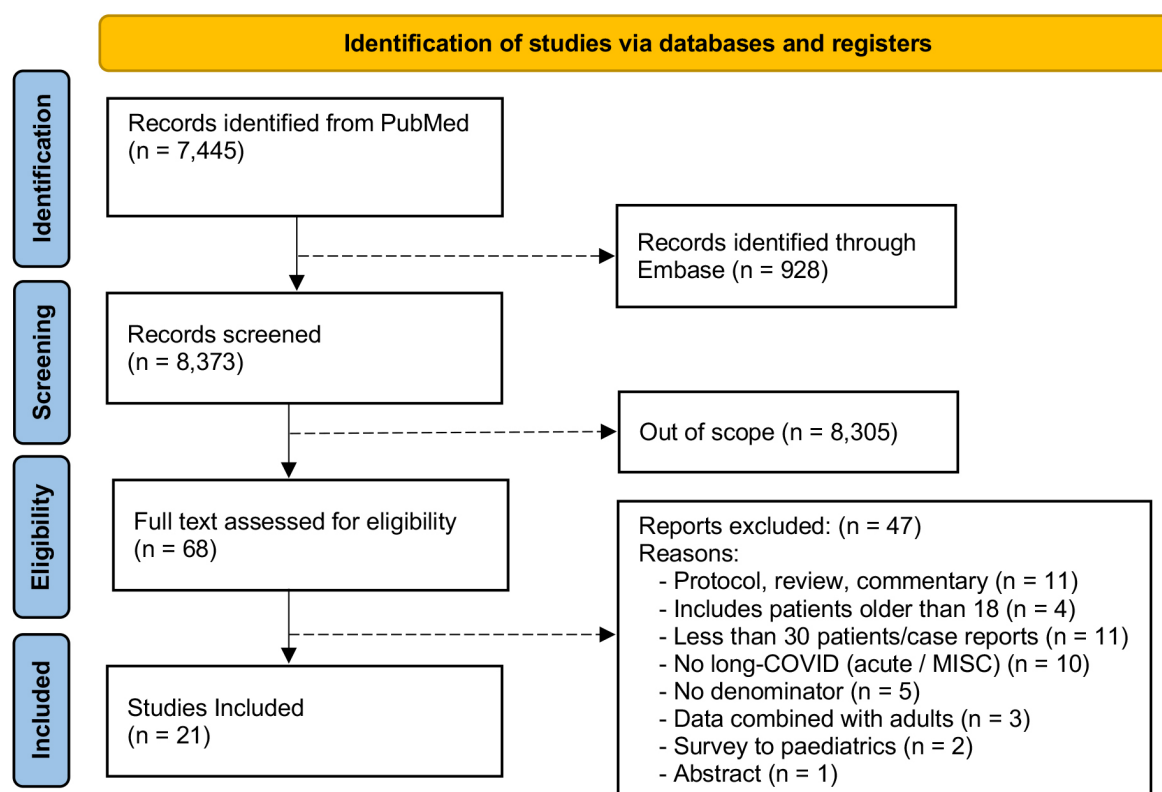 Identification of studies via databases and registers
Identification
Records identified from PubMed
(n = 7,445)
Records identified through
Embase (n = 928)
Screening
Records screened
(n = 8,373)
Out of scope (n = 8,305)
Eligibility
Full text assessed for eligibility
(n = 68)
Reports excluded: (n = 47)
Reasons:
- Protocol, review, commentary (n = 11)
- Includes patients older than 18 (n = 4)
- Less than 30 patients/case reports (n = 11)
- No long-COVID (acute / MISC) (n = 10)
- No denominator (n = 5)
- Data combined with adults (n = 3)
- Survey to paediatrics (n = 2)
- Abstract (n = 1)
Included
Studies Included
(n = 21)